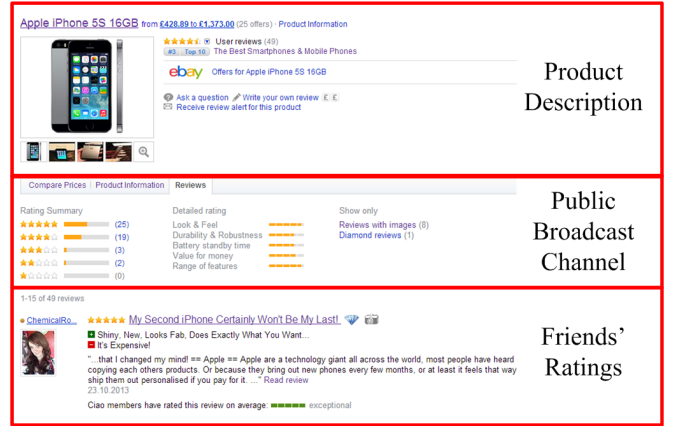 Apple iPhone 5S 16GB from £428.89 to £1,373.00 (25 offers) · Product Information
User reviews (49)
#3 Top 10 The Best Smartphones & Mobile Phones
ebay Offers for Apple iPhone 5S 16GB
Ask a question Write your own review £ £
Receive review alert for this product
Product
Description
Compare Prices | Product Information | Reviews
Rating Summary
(25)
(19)
(3)
(2)
(0)
Detailed rating
Look & Feel
Durability & Robustness
Battery standby time
Value for money
Range of features
Show only
Reviews with images (8)
Diamond reviews (1)
Public
Broadcast
Channel
1-15 of 49 reviews
ChemicalRo... My Second iPhone Certainly Won't Be My Last!
Shiny, New, Looks Fab, Does Exactly What You Want...
It's Expensive!
"...that I changed my mind! == Apple == Apple are a technology giant all across the world, most people have heard
copying each others products. Or because they bring out new phones every few months, or at least it feels that way
ship them out personalised if you pay for it. ..." Read review
23.10.2013
Ciao members have rated this review on average: exceptional
Friends'
Ratings